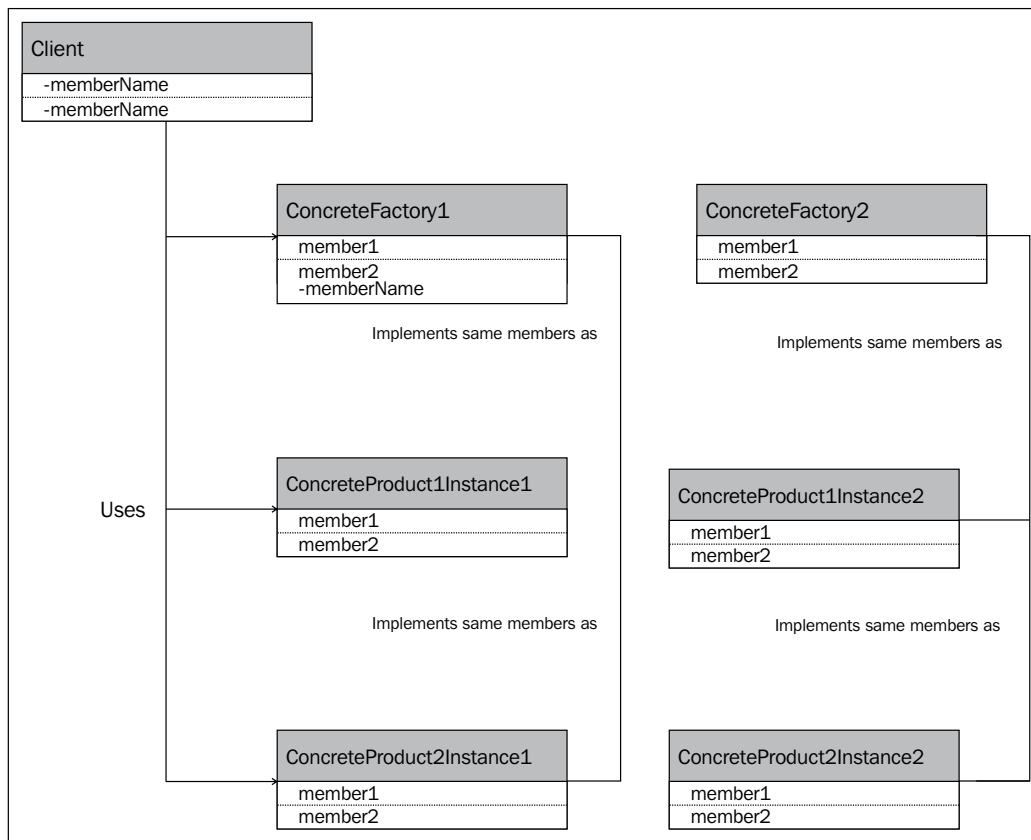 Client
-memberName
-memberName
ConcreteFactory1
member1
member2
-memberName
ConcreteFactory2
member1
member2
Implements same members as
Implements same members as
Uses
ConcreteProduct1Instance1
member1
member2
ConcreteProduct1Instance2
member1
member2
Implements same members as
Implements same members as
ConcreteProduct2Instance1
member1
member2
ConcreteProduct2Instance2
member1
member2